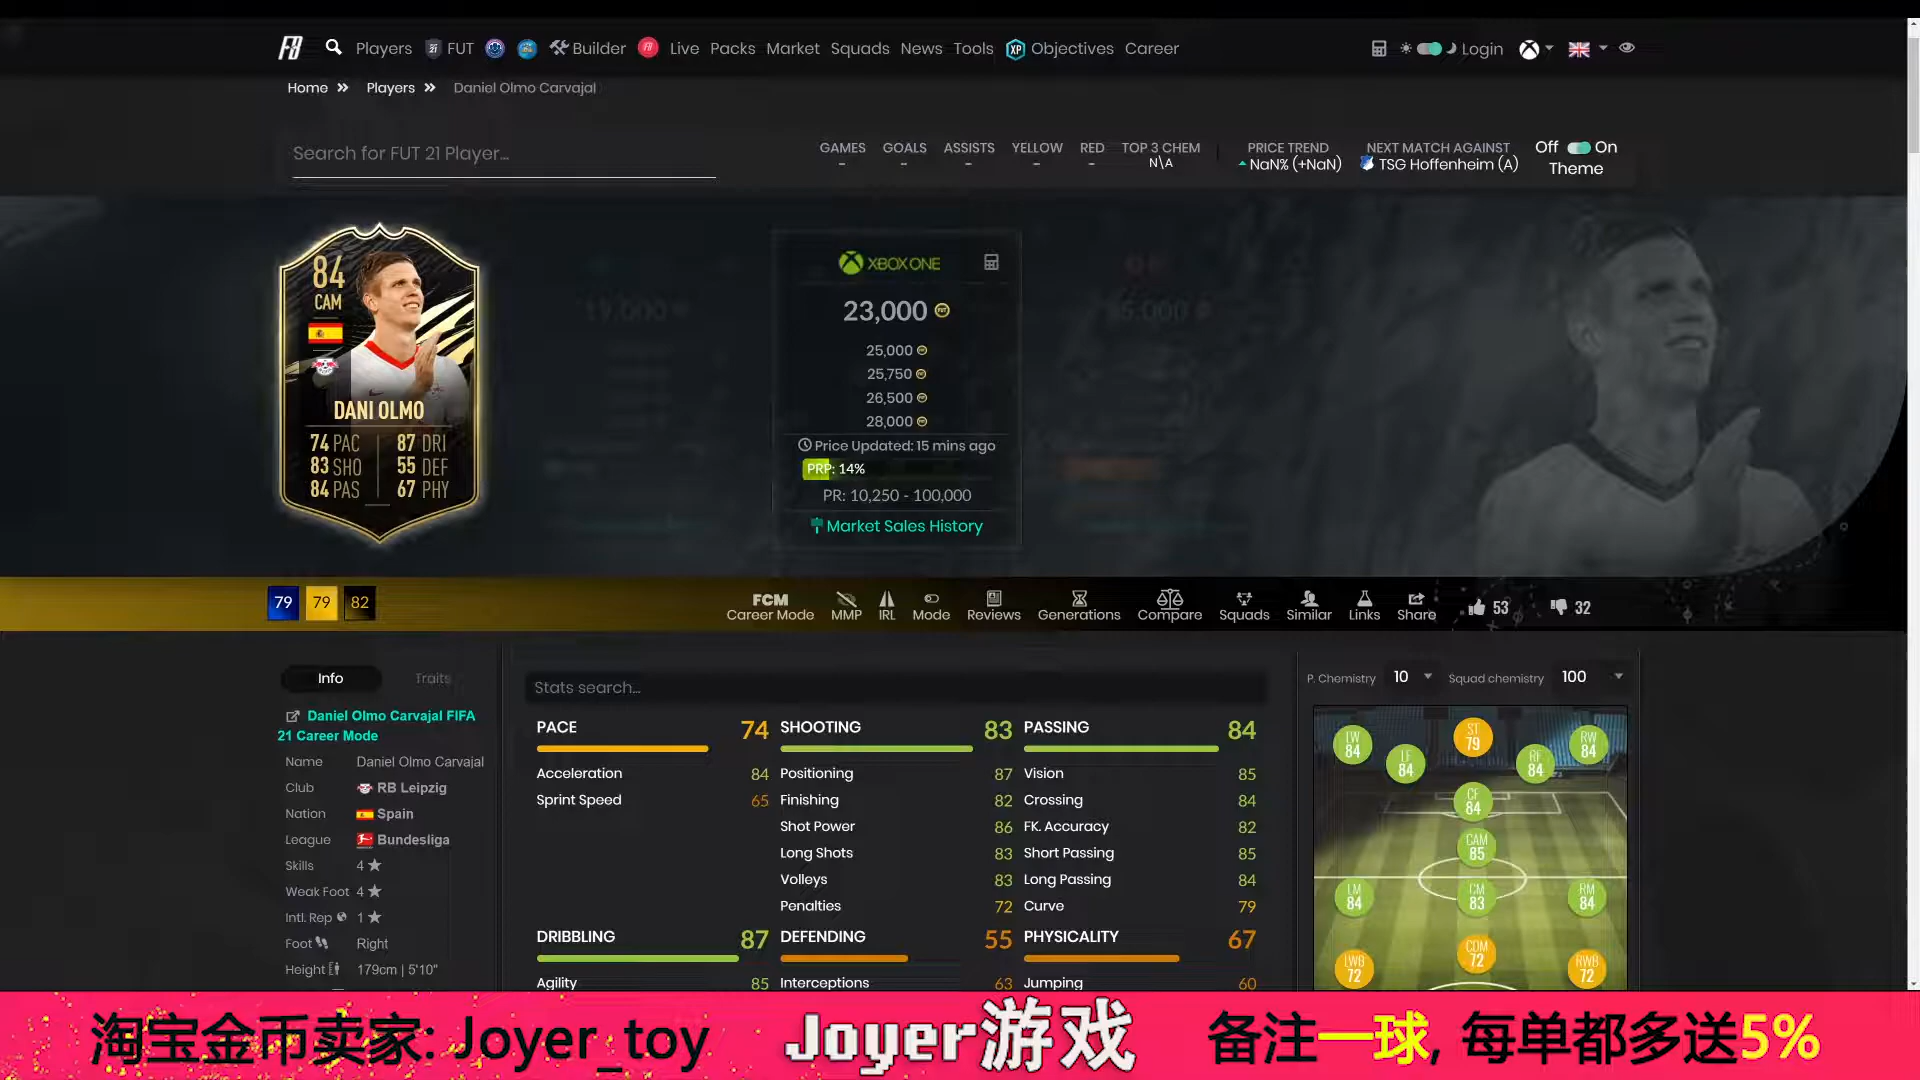 Players FUT Builder Live Packs Market Squads News Tools Objectives Career Login
Home » Players » Daniel Olmo Carvajal
Search for FUT 21 Player...
GAMES GOALS ASSISTS YELLOW RED TOP 3 CHEM PRICE TREND NEXT MATCH AGAINST Off On
- - - - - N\A NaN% (+NaN) TSG Hoffenheim (A) Theme
84
CAM
DANI OLMO
74 PAC 87 DRI
83 SHO 55 DEF
84 PAS 67 PHY
XBOX ONE
23,000
25,000
25,750
26,500
28,000
Price Updated: 15 mins ago
PRP: 14%
PR: 10,250 - 100,000
Market Sales History
79 79 82
FCM
Career Mode MMP IRL Mode Reviews Generations Compare Squads Similar Links Share 53 32
Info Traits
Daniel Olmo Carvajal FIFA
21 Career Mode
Name Daniel Olmo Carvajal
Club RB Leipzig
Nation Spain
League Bundesliga
Skills 4
Weak Foot 4
Intl. Rep 1
Foot Right
Height 179cm | 5'10"
Stats search...
PACE 74 SHOOTING 83 PASSING 84
Acceleration 84 Positioning 87 Vision 85
Sprint Speed 65 Finishing 82 Crossing 84
Shot Power 86 FK. Accuracy 82
Long Shots 83 Short Passing 85
Volleys 83 Long Passing 84
Penalties 72 Curve 79
DRIBBLING 87 DEFENDING 55 PHYSICALITY 67
Agility 85 Interceptions 63 Jumping 60
P. Chemistry 10 Squad chemistry 100
LW 84
ST 79
RW 84
LF 84
RF 84
CF 84
CAM 85
LM 84
CM 83
RM 84
LWB 72
CDM 72
RWB 72
淘宝金币卖家: Joyer_toy Joyer游戏 备注一球, 每单都多送5%